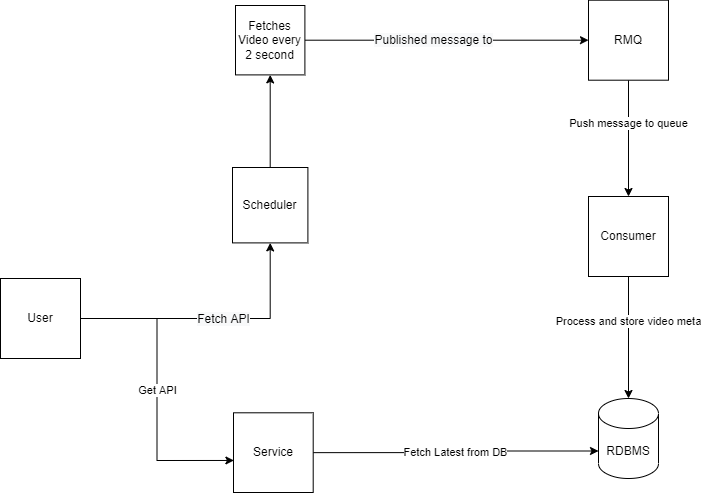 Fetches
Video every
2 second
Published message to
RMQ
Push message to queue
Scheduler
Consumer
User
Fetch API
Process and store video meta
Get API
Service
Fetch Latest from DB
RDBMS